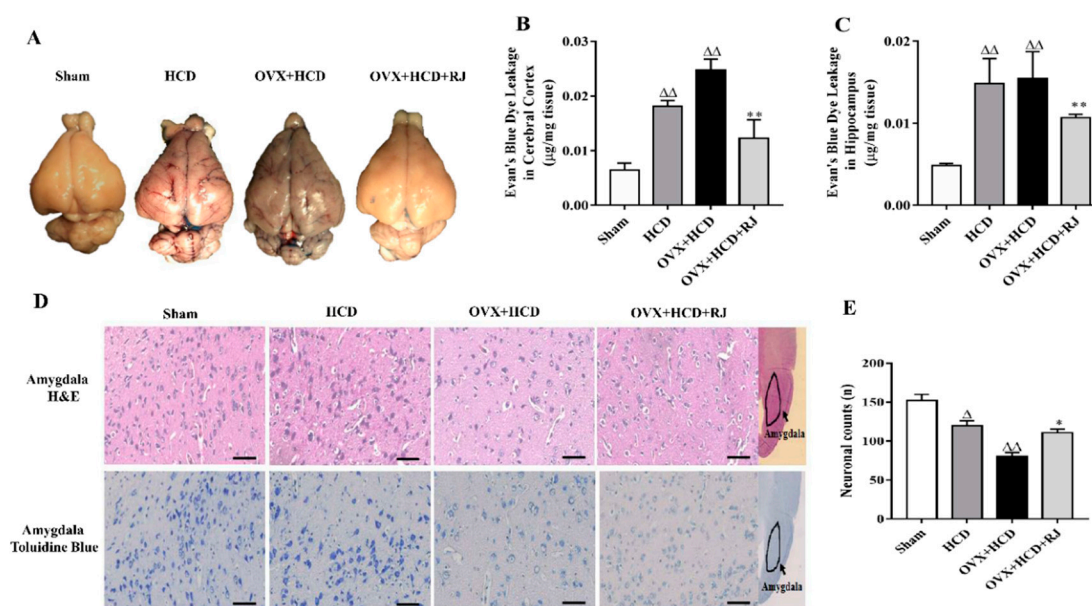 A
Sham HCD OVX+HCD OVX+HCD+RJ
B
Evan's Blue Dye Leakage
in Cerebral Cortex
(µg/mg tissue)
0.03
0.02
0.01
0.00
ΔΔ
ΔΔ
**
Sham
HCD
OVX+HCD
OVX+HCD+RJ
C
Evan's Blue Dye Leakage
in Hippocampus
(µg/mg tissue)
0.02
0.01
0.00
ΔΔ
ΔΔ
**
Sham
HCD
OVX+HCD
OVX+HCD+RJ
D
Sham HCD OVX+HCD OVX+HCD+RJ
Amygdala
H&E
Amygdala
Amygdala
Toluidine Blue
Amygdala
E
Neuronal counts (n)
200
150
100
50
0
Δ
ΔΔ
*
Sham
HCD
OVX+HCD
OVX+HCD+RJ